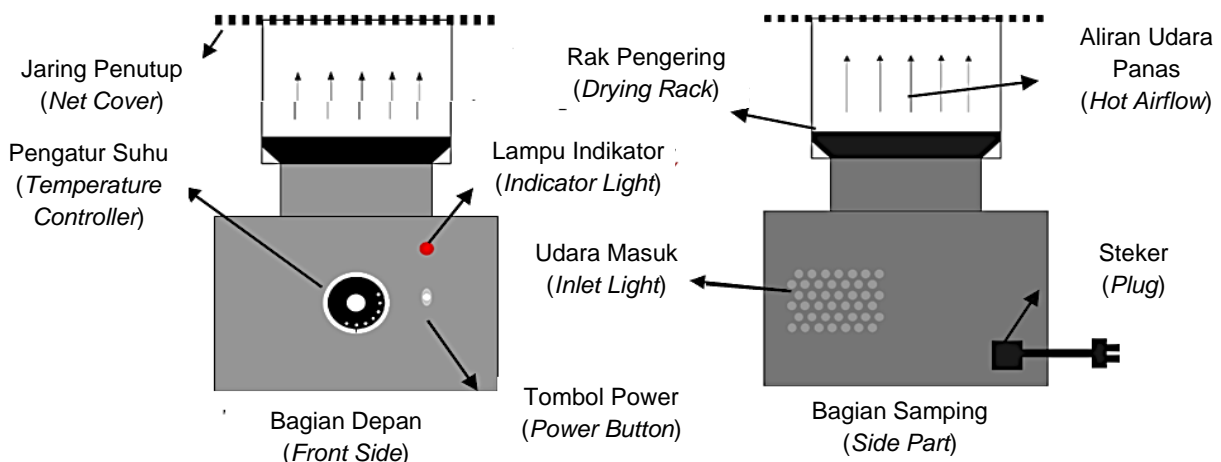 Jaring Penutup
(Net Cover)
Pengatur Suhu
(Temperature
Controller)
Lampu Indikator
(Indicator Light)
Tombol Power
(Power Button)
Bagian Depan
(Front Side)
Rak Pengering
(Drying Rack)
Aliran Udara
Panas
(Hot Airflow)
Udara Masuk
(Inlet Light)
Steker
(Plug)
Bagian Samping
(Side Part)